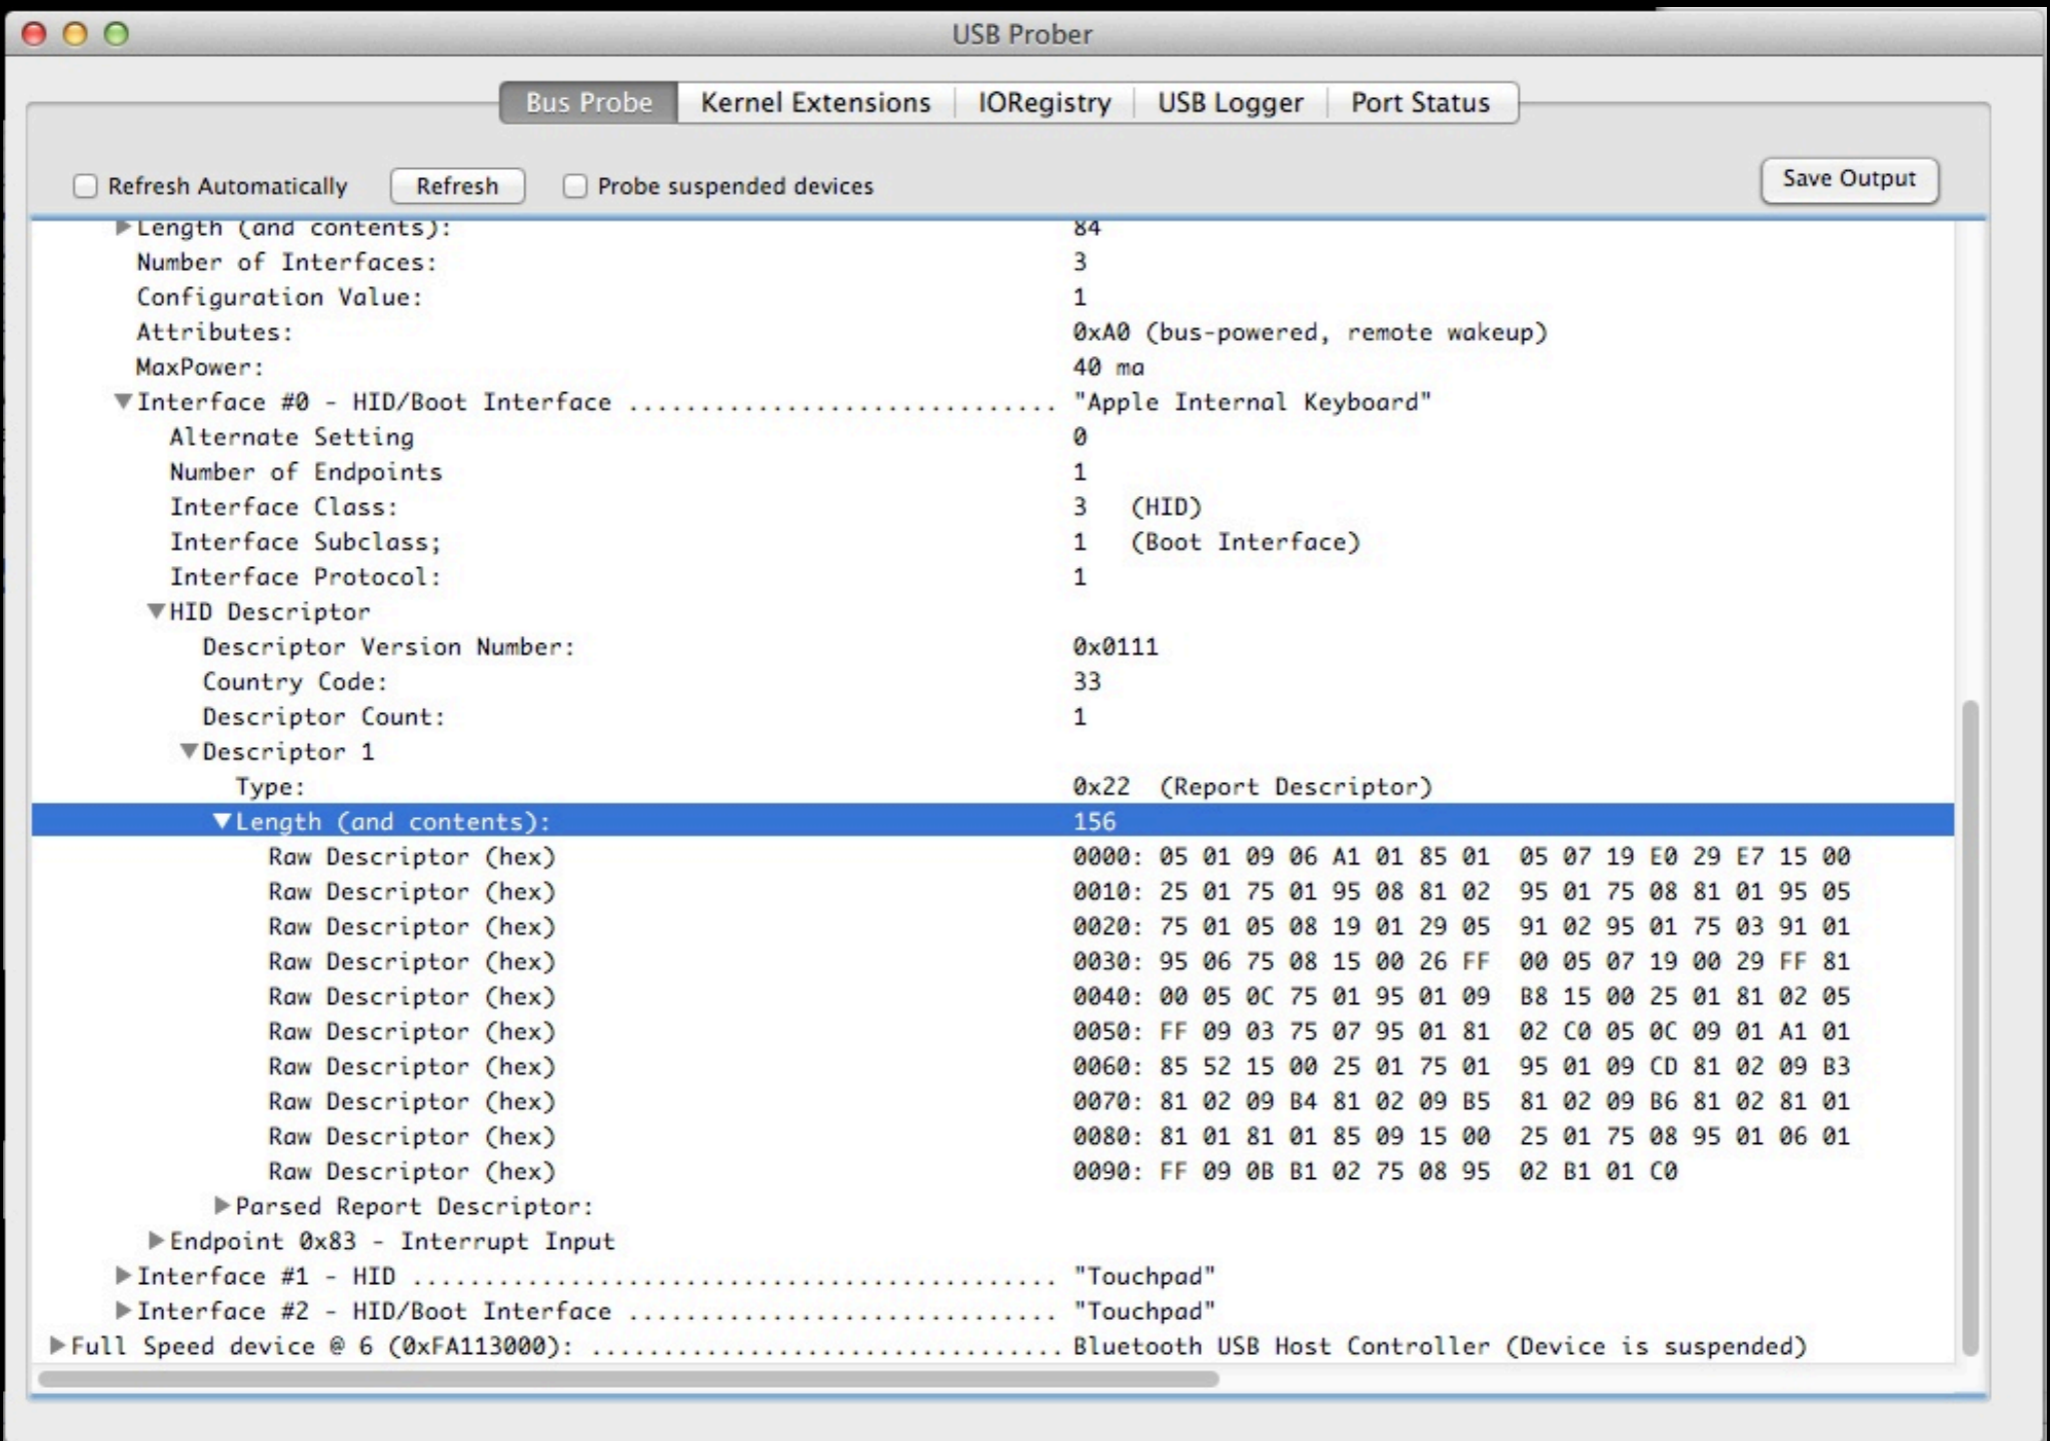 USB Prober
Bus Probe Kernel Extensions IORegistry USB Logger Port Status
Refresh Automatically Refresh Probe suspended devices Save Output
Length (and contents): 84
Number of Interfaces: 3
Configuration Value: 1
Attributes: 0xA0 (bus-powered, remote wakeup)
MaxPower: 40 ma
Interface #0 - HID/Boot Interface .............................. "Apple Internal Keyboard"
Alternate Setting 0
Number of Endpoints 1
Interface Class: 3 (HID)
Interface Subclass; 1 (Boot Interface)
Interface Protocol: 1
HID Descriptor
Descriptor Version Number: 0x0111
Country Code: 33
Descriptor Count: 1
Descriptor 1
Type: 0x22 (Report Descriptor)
Length (and contents): 156
Raw Descriptor (hex) 0000: 05 01 09 06 A1 01 85 01 05 07 19 E0 29 E7 15 00
Raw Descriptor (hex) 0010: 25 01 75 01 95 08 81 02 95 01 75 08 81 01 95 05
Raw Descriptor (hex) 0020: 75 01 05 08 19 01 29 05 91 02 95 01 75 03 91 01
Raw Descriptor (hex) 0030: 95 06 75 08 15 00 26 FF 00 05 07 19 00 29 FF 81
Raw Descriptor (hex) 0040: 00 05 0C 75 01 95 01 09 B8 15 00 25 01 81 02 05
Raw Descriptor (hex) 0050: FF 09 03 75 07 95 01 81 02 C0 05 0C 09 01 A1 01
Raw Descriptor (hex) 0060: 85 52 15 00 25 01 75 01 95 01 09 CD 81 02 09 B3
Raw Descriptor (hex) 0070: 81 02 09 B4 81 02 09 B5 81 02 09 B6 81 02 81 01
Raw Descriptor (hex) 0080: 81 01 81 01 85 09 15 00 25 01 75 08 95 01 06 01
Raw Descriptor (hex) 0090: FF 09 0B B1 02 75 08 95 02 B1 01 C0
Parsed Report Descriptor:
Endpoint 0x83 - Interrupt Input
Interface #1 - HID ............................................. "Touchpad"
Interface #2 - HID/Boot Interface .............................. "Touchpad"
Full Speed device @ 6 (0xFA113000): ................................. Bluetooth USB Host Controller (Device is suspended)